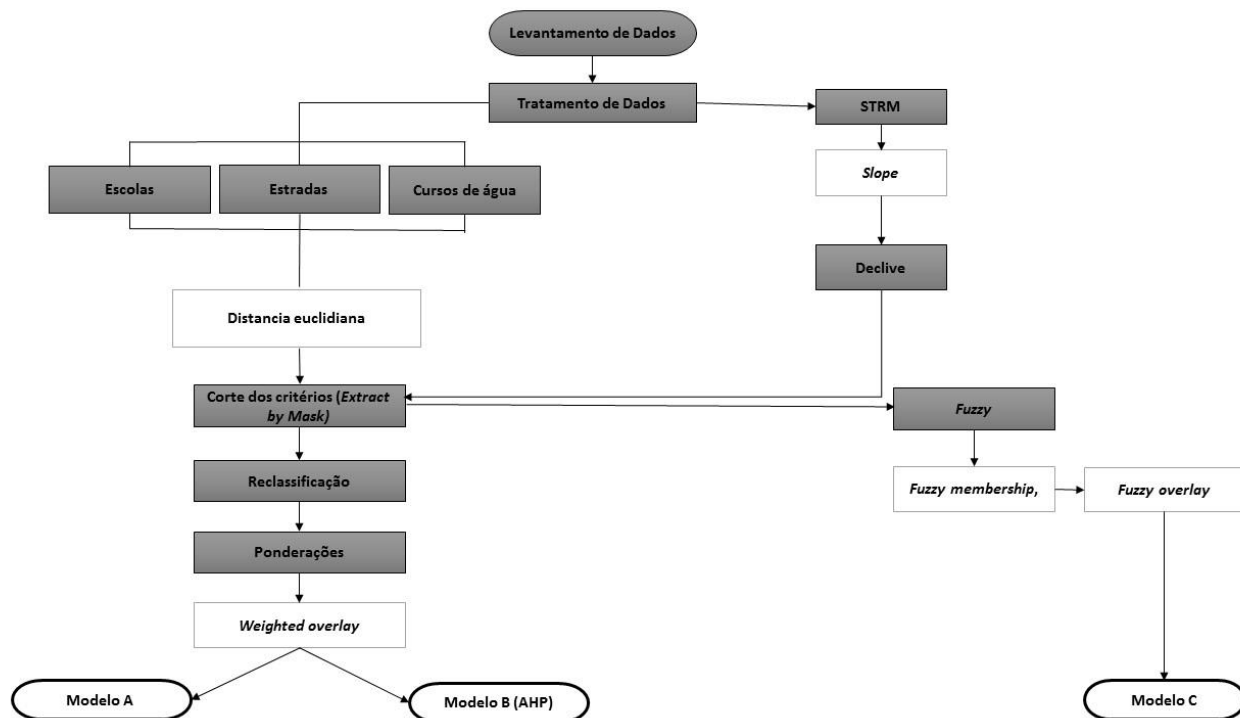 Levantamento de Dados
Tratamento de Dados
STRM
Slope
Escolas
Estradas
Cursos de água
Declive
Distancia euclidiana
Corte dos critérios (Extract
by Mask)
Fuzzy
Reclassificação
Fuzzy membership,
Fuzzy overlay
Ponderações
Weighted overlay
Modelo A
Modelo B (AHP)
Modelo C